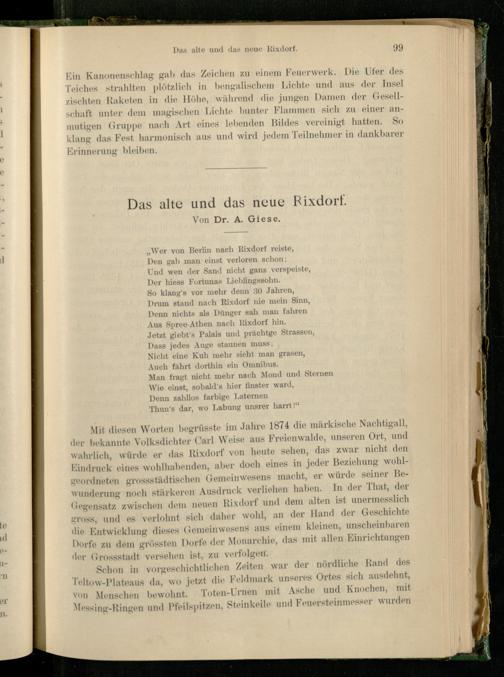 Das alte und das neue Rixdorf. 99
Ein Kanonenschlag gab das Zeichen zu einem Feuerwerk. Die Ufer des
Teiches strahlten plötzlich in bengalischem Lichte und aus der Insel
zischten Raketen in die Höhe, während die jungen Damen der Gesell-
schaft unter dem magischen Lichte bunter Flammen sich zu einer an-
mutigen Gruppe nach Art eines lebenden Bildes vereinigt hatten. So
klang das Fest harmonisch aus und wird jedem Teilnehmer in dankbarer
Erinnerung bleiben.
Das alte und das neue Rixdorf.
Von Dr. A. Giese.
„Wer von Berlin nach Rixdorf reiste,
Den gab man einst verloren schon;
Und wen der Sand nicht ganz verspeiste,
Der hiess Fortunas Lieblingssohn.
So klang's vor mehr denn 30 Jahren,
Drum stand nach Rixdorf nie mein Sinn,
Denn nichts als Dünger sah man fahren
Aus Spree-Athen nach Rixdorf hin.
Jetzt giebt's Palais und prächtge Strassen,
Dass jedes Auge staunen muss;
Nicht eine Kuh mehr sieht man grasen,
Auch fährt dorthin ein Omnibus.
Man fragt nicht mehr nach Mond und Sternen
Wie einst, sobald's hier finster ward,
Denn zahllos farbige Laternen
Thun's dar, wo Labung unsrer harrt!"
Mit diesen Worten begrüsste im Jahre 1874 die märkische Nachtigall,
der bekannte Volksdichter Carl Weise aus Freienwalde, unseren Ort, und
wahrlich, würde er das Rixdorf von heute sehen, das zwar nicht den
Eindruck eines wohlhabenden, aber doch eines in jeder Beziehung wohl-
geordneten grossstädtischen Gemeinwesens macht, er würde seiner Be-
wunderung noch stärkeren Ausdruck verliehen haben. In der That, der
Gegensatz zwischen dem neuen Rixdorf und dem alten ist unermesslich
gross, und es verlohnt sich daher wohl, an der Hand der Geschichte
die Entwicklung dieses Gemeinwesens aus einem kleinen, unscheinbaren
Dorfe zu dem grössten Dorfe der Monarchie, das mit allen Einrichtungen
der Grossstadt versehen ist, zu verfolgen.
Schon in vorgeschichtlichen Zeiten war der nördliche Rand des
Teltow-Plateaus da, wo jetzt die Feldmark unseres Ortes sich ausdehnt,
von Menschen bewohnt. Toten-Urnen mit Asche und Knochen, mit
Messing-Ringen und Pfeilspitzen, Steinkeile und Feuersteinmesser wurden